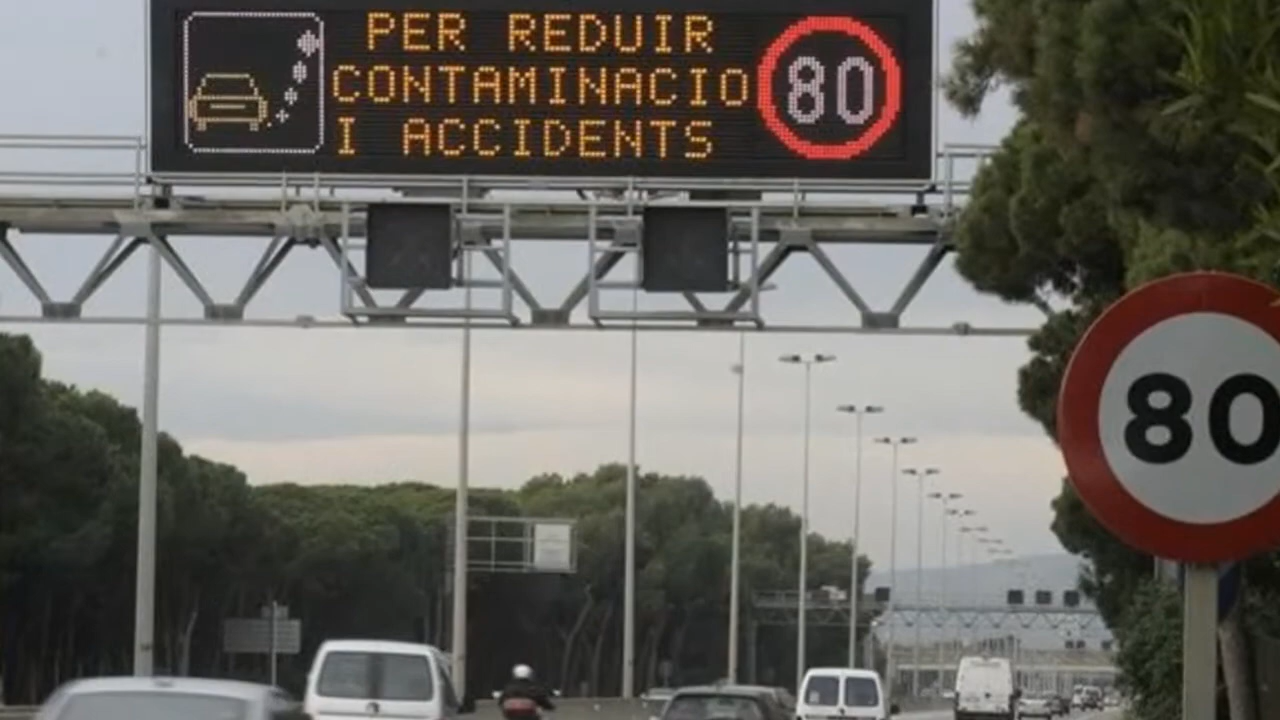 PER REDUIR
CONTAMINACIO
I ACCIDENTS
80
80